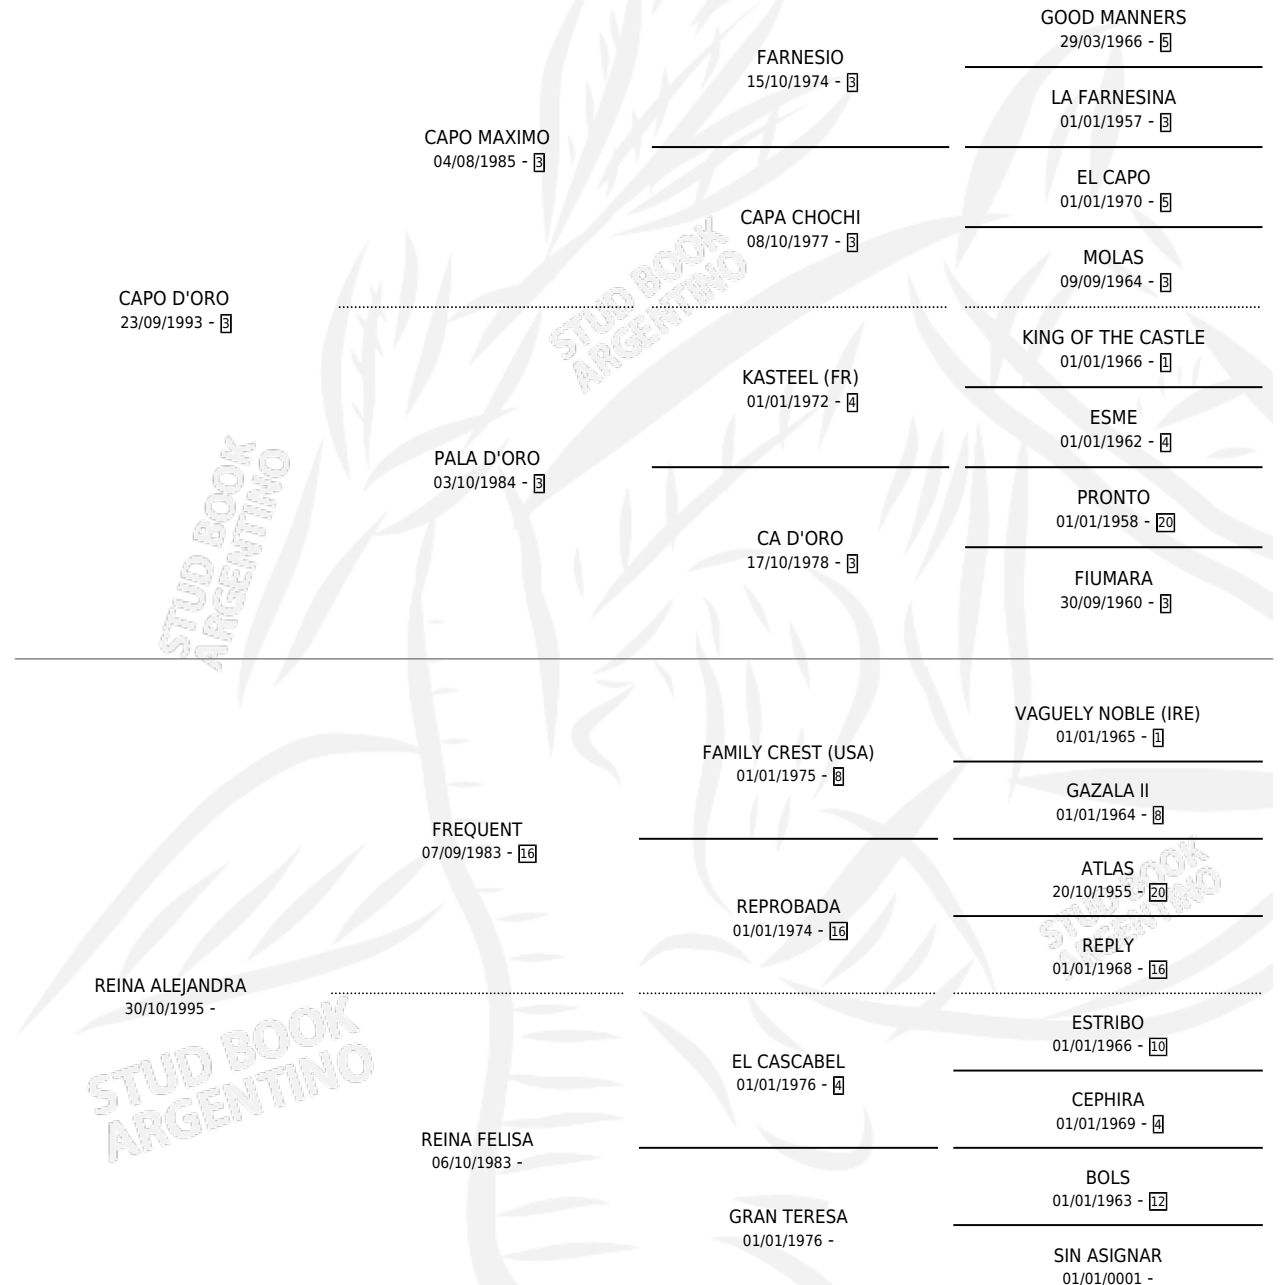 GOOD MANNERS
29/03/1966 - 5
FARNESIO
15/10/1974 - 3
LA FARNESINA
01/01/1957 - 3
CAPO MAXIMO
04/08/1985 - 3
EL CAPO
01/01/1970 - 5
CAPA CHOCHI
08/10/1977 - 3
MOLAS
09/09/1964 - 3
CAPO D'ORO
23/09/1993 - 3
STUD BOOK
ARGENTINO
KING OF THE CASTLE
01/01/1966 - 1
KASTEEL (FR)
01/01/1972 - 4
ESME
01/01/1962 - 4
PALA D'ORO
03/10/1984 - 3
PRONTO
01/01/1958 - 20
CA D'ORO
17/10/1978 - 3
FIUMARA
30/09/1960 - 3
STUD BOOK
ARGENTINO
VAGUELY NOBLE (IRE)
01/01/1965 - 1
FAMILY CREST (USA)
01/01/1975 - 8
GAZALA II
01/01/1964 - 8
FREQUENT
07/09/1983 - 16
ATLAS
20/10/1955 - 20
REPROBADA
01/01/1974 - 16
STUD BOOK
ARGENTINO
REPLY
01/01/1968 - 16
REINA ALEJANDRA
30/10/1995 -
ESTRIBO
01/01/1966 - 10
EL CASCABEL
01/01/1976 - 4
STUD BOOK
ARGENTINO
CEPHIRA
01/01/1969 - 4
REINA FELISA
06/10/1983 -
BOLS
01/01/1963 - 12
GRAN TERESA
01/01/1976 -
SIN ASIGNAR
01/01/0001 -